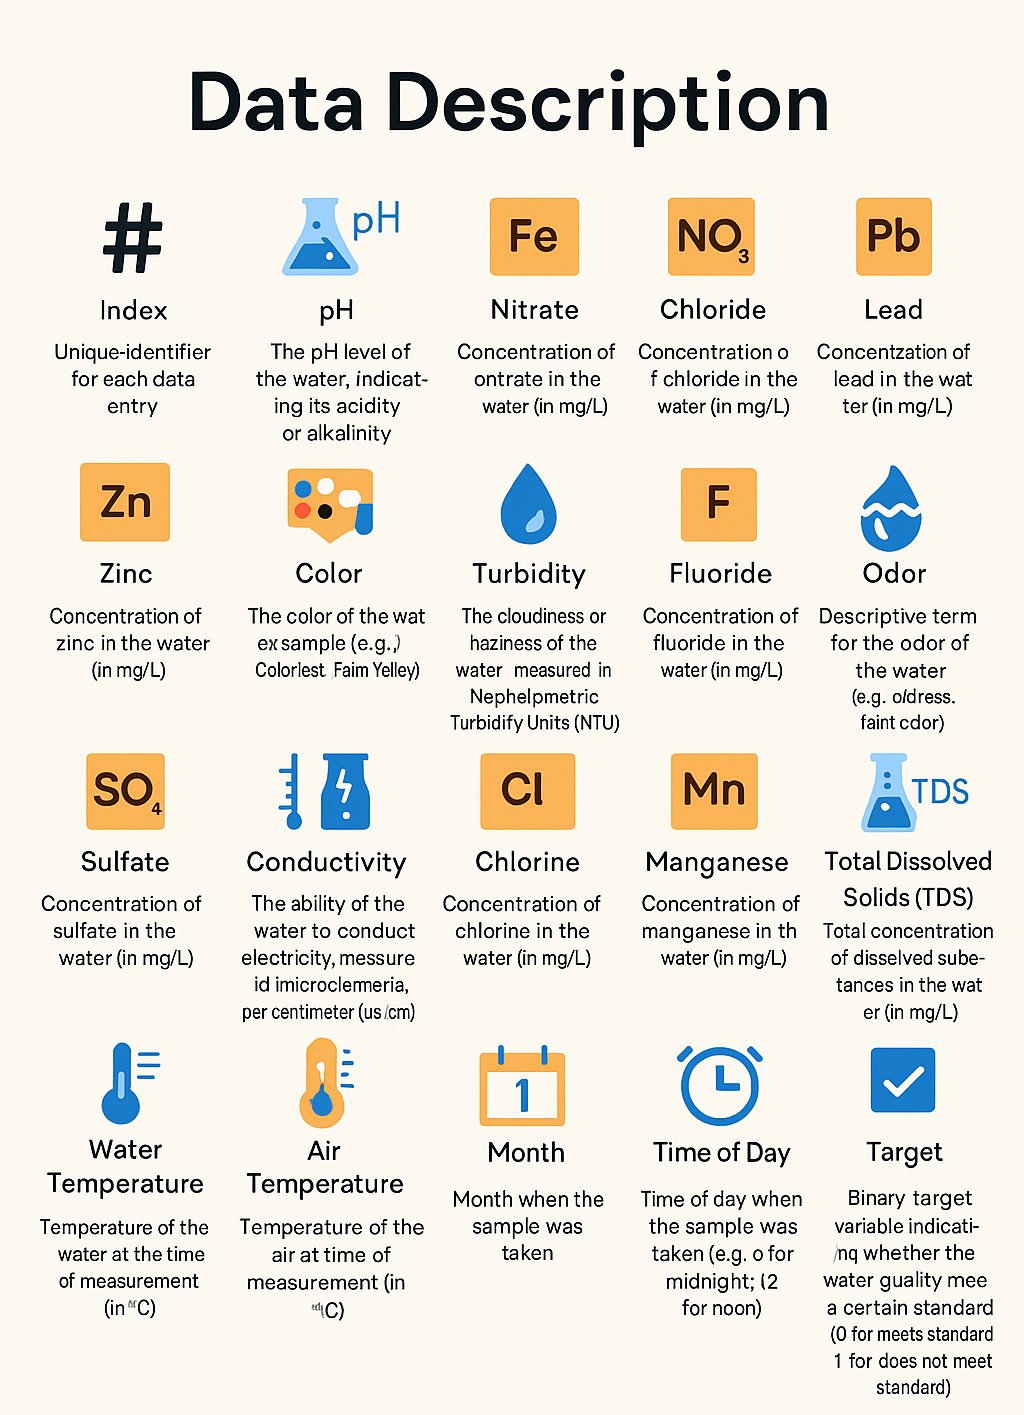 Data Description
#
pH
Fe
NO3
Pb
Index
pH
Nitrate
Chloride
Lead
Unique-identifier
for each data
entry
The pH level of
the water, indicat-
ing its acidity
or alkalinity
Concentration of
ontrate in the
water (in mg/L)
Concentration o
f chloride in the
water (in mg/L)
Concentzation of
lead in the wat
ter (in mg/L)
Zn
F
Zinc
Color
Turbidity
Fluoride
Odor
Concentration of
zinc in the water
(in mg/L)
The color of the wat
ex sample (e.g.,)
Colorlest Faim Yelley)
The cloudiness or
haziness of the
water measured in
Nephelpmetric
Turbidify Units (NTU)
Concentration of
fluoride in the
water (in mg/L)
Descriptive term
for the odor of
the water
(e.g. o/dress.
faint cdor)
SO4
Cl
Mn
TDS
Sulfate
Conductivity
Chlorine
Manganese
Total Dissolved
Solids (TDS)
Concentration of
sulfate in the
water (in mg/L)
The ability of the
water to conduct
electricity, messure
id imicroclemeria,
per centimeter (us/cm)
Concentration of
chlorine in the
water (in mg/L)
Concentration of
manganese in th
water (in mg/L)
Total concentration
of disselved sube-
tances in the wat
er (in mg/L)
1
Water
Temperature
Air
Temperature
Month
Time of Day
Target
Temperature of the
water at the time
of measurement
(in °C)
Temperature of the
air at time of
measurement (in
C)
Month when the
sample was
taken
Time of day when
the sample was
taken (e.g. o for
midnight; (2
for noon)
Binary target
variable indicati-
/nq whether the
water guality mee
a certain standard
(0 for meets standard
1 for does not meet
standard)